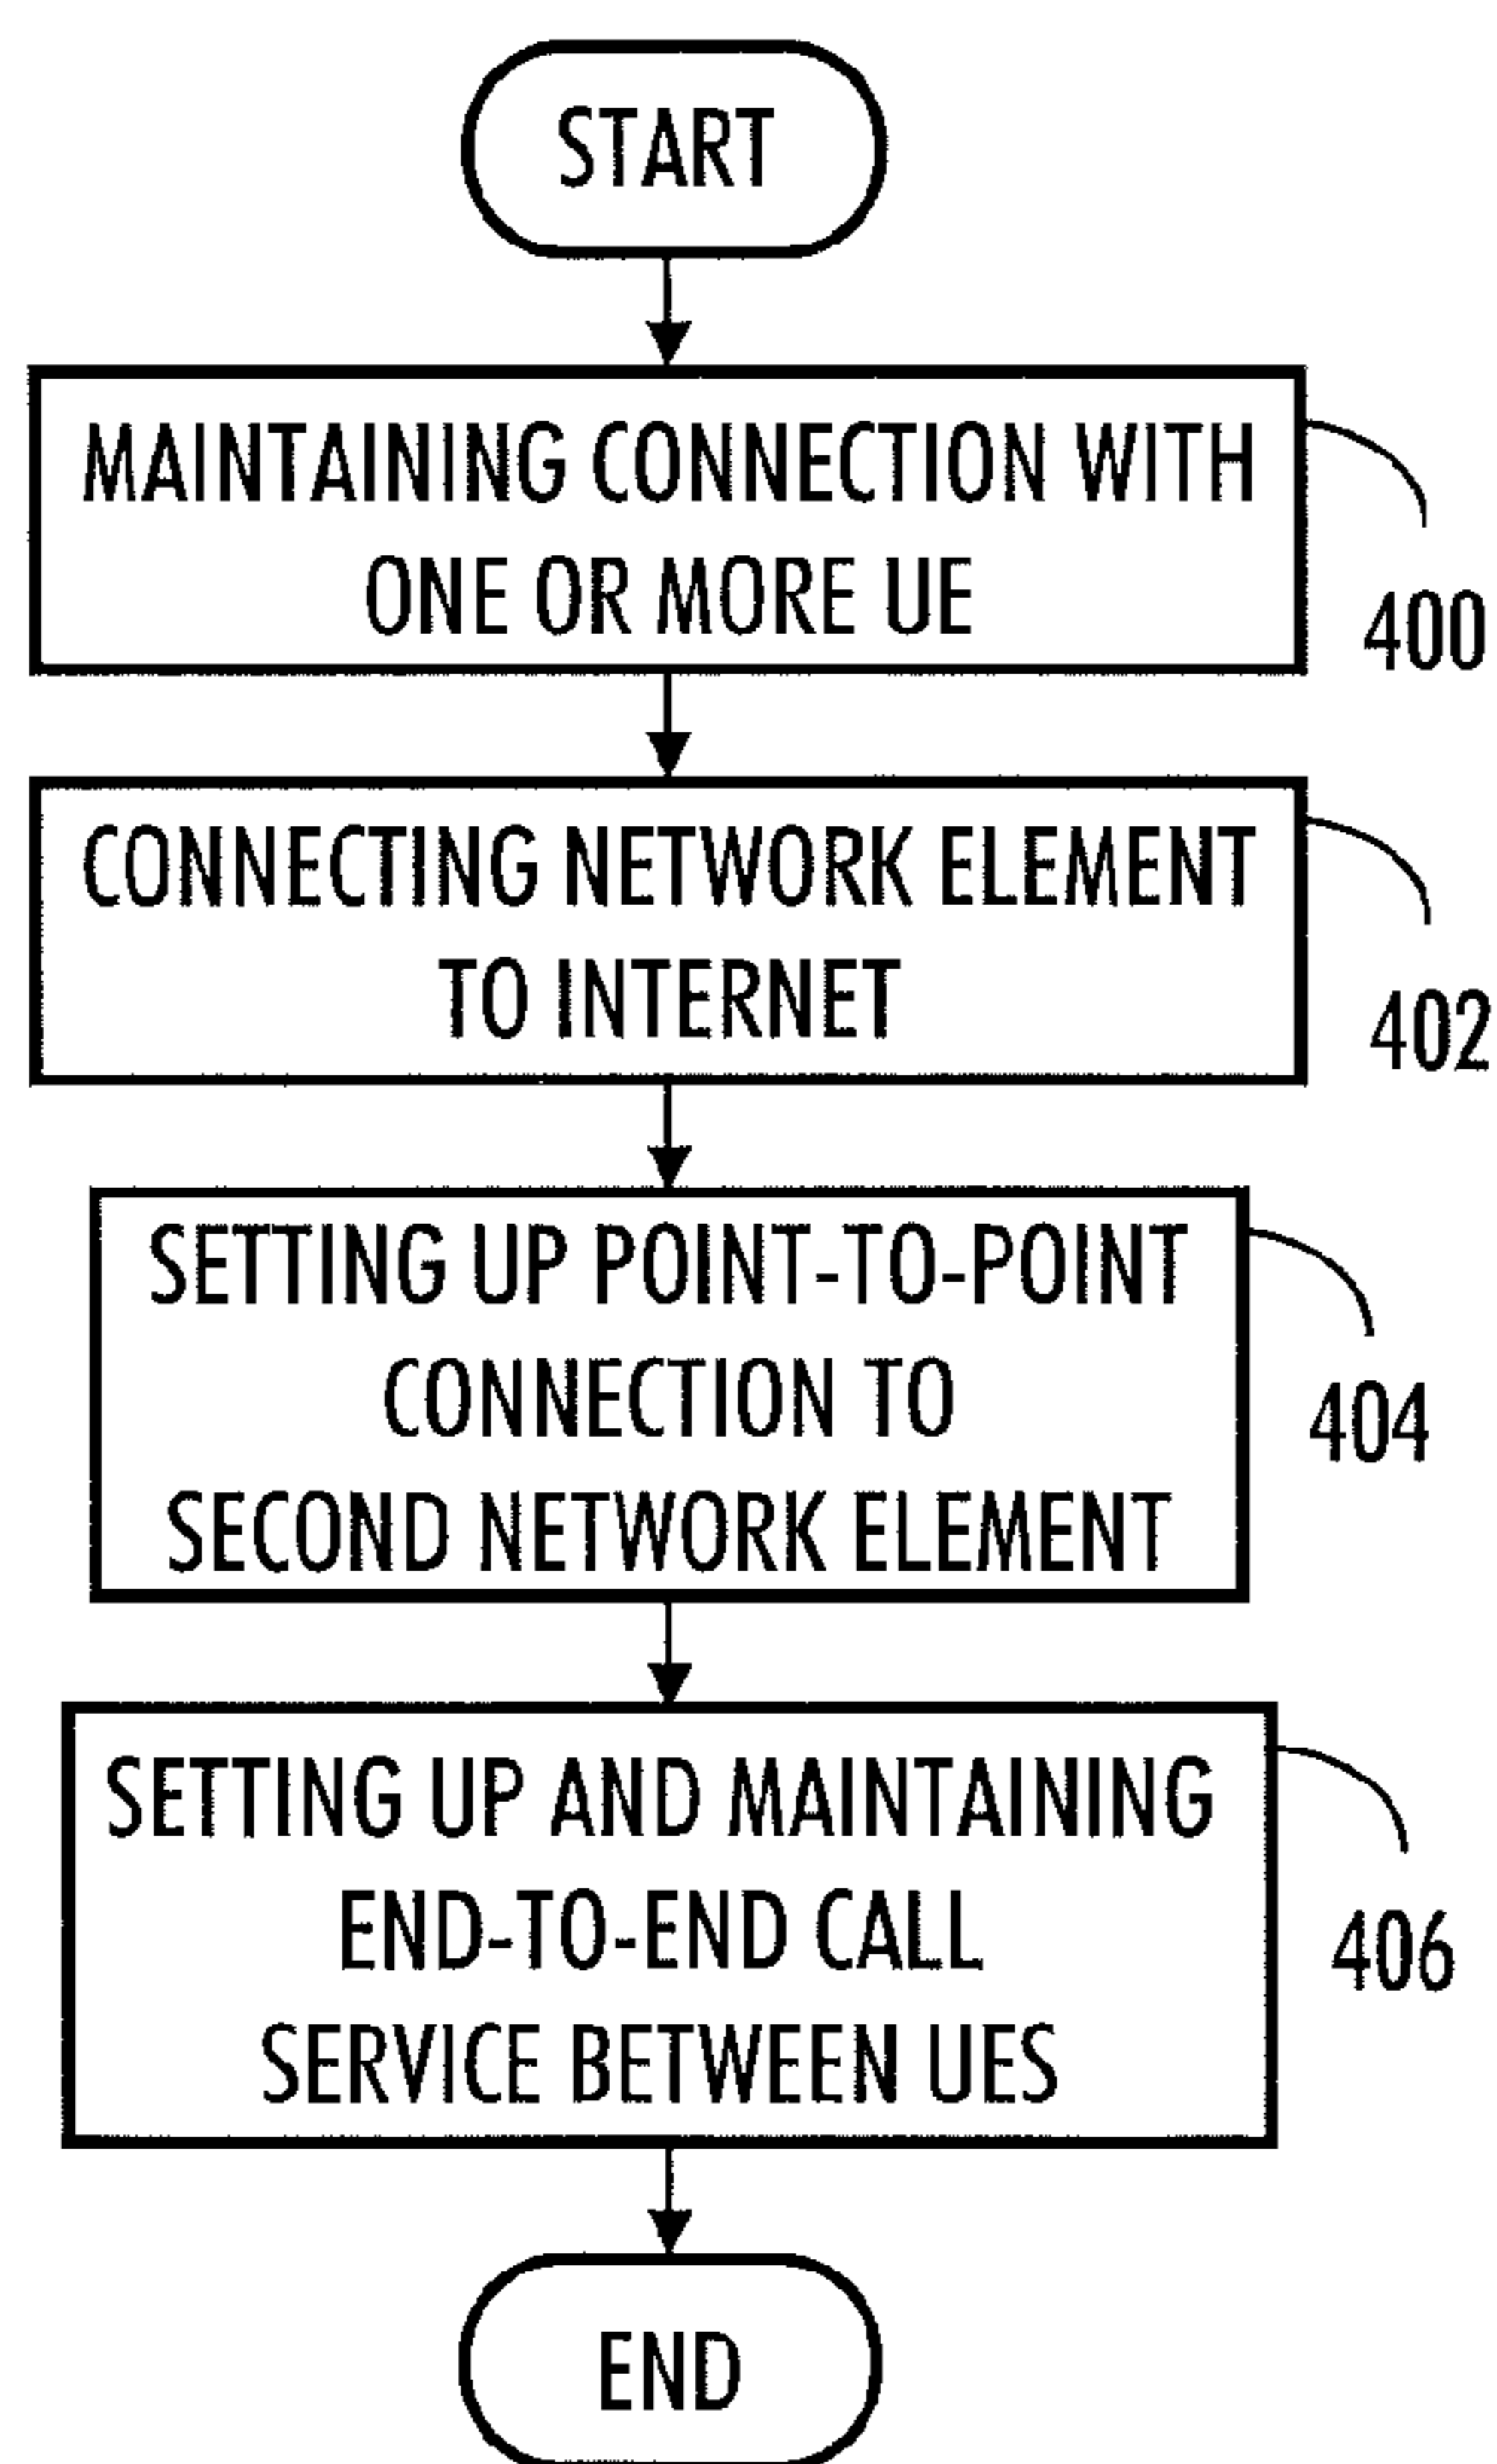 START
MAINTAINING CONNECTION WITH
ONE OR MORE UE
400
CONNECTING NETWORK ELEMENT
TO INTERNET
402
SETTING UP POINT-TO-POINT
CONNECTION TO
SECOND NETWORK ELEMENT
404
SETTING UP AND MAINTAINING
END-TO-END CALL
SERVICE BETWEEN UES
406
END